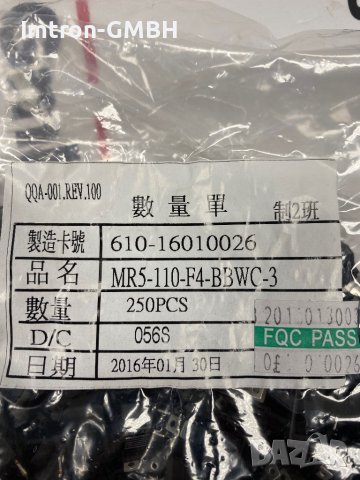 Imtron-GMBH
QQA-001.REV.100
數量單
制2班
製造卡號 610-16010026
品名 MR5-110-F4-BBWC-3
數量 250PCS
D/C 056S
FQC PASS
日期 2016年01月30日
BAZAR